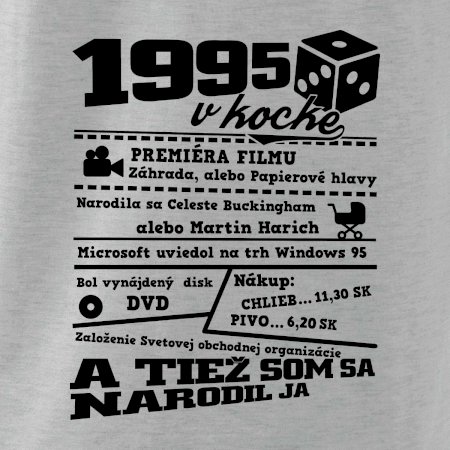 1995
v kocke
PREMIÉRA FILMU
Záhrada, alebo Papierové hlavy
Narodila sa Celeste Buckingham
alebo Martin Harich
Microsoft uviedol na trh Windows 95
Bol vynájdený disk
DVD
Nákup:
CHLIEB... 11,30 SK
PIVO... 6,20 SK
Založenie Svetovej obchodnej organizácie
A TIEŽ SOM SA
NARODIL JA